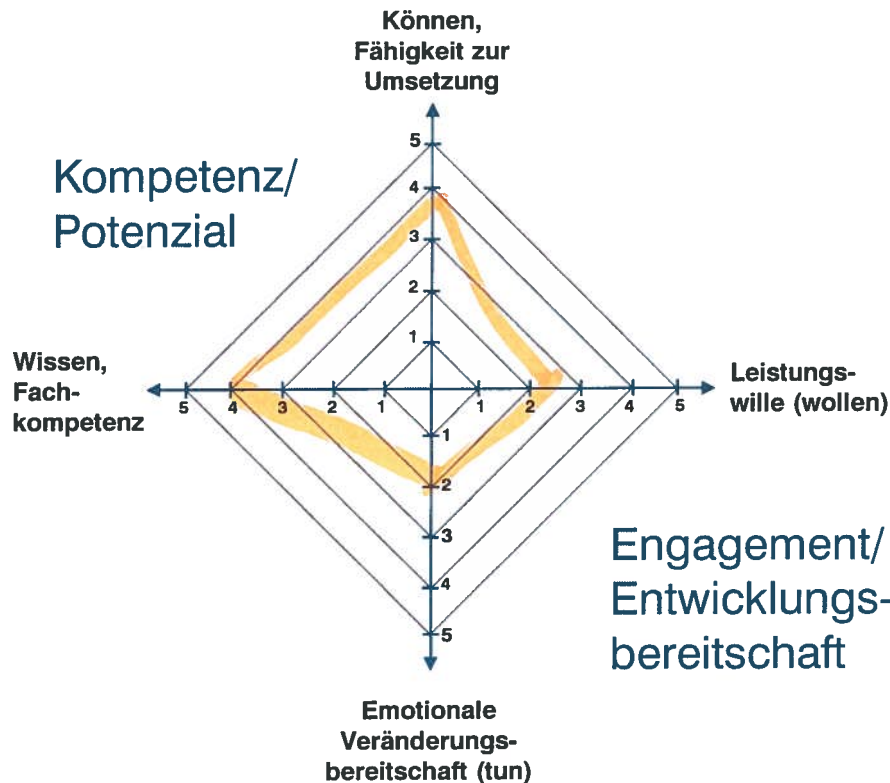 Können,
Fähigkeit zur
Umsetzung
Kompetenz/
Potenzial
5
4
3
2
1
Wissen,
Fach-
kompetenz
5 4 3 2 1
1 2 3 4 5
Leistungs-
wille (wollen)
1
2
3
4
5
Engagement/
Entwicklungs-
bereitschaft
Emotionale
Veränderungs-
bereitschaft (tun)